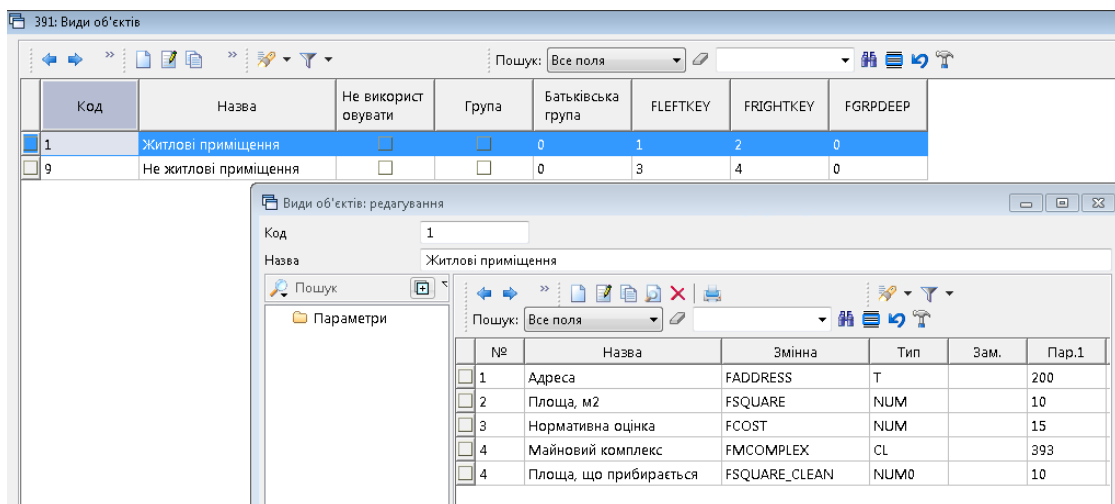 391: Види об'єктів
Пошук: Все поля
Код Назва Не використ овувати Група Батьківська група FLEFTKEY FRIGHTKEY FGRPDEEP
1 Житлові приміщення 0 1 2 0
9 Не житлові приміщення 0 3 4 0
Види об'єктів: редагування
Код 1
Назва Житлові приміщення
Пошук
Параметри
Пошук: Все поля
№ Назва Змінна Тип Зам. Пар.1
1 Адреса FADDRESS T 200
2 Площа, м2 FSQUARE NUM 10
3 Нормативна оцінка FCOST NUM 15
4 Майновий комплекс FMCOMPLEX CL 393
4 Площа, що прибирається FSQUARE_CLEAN NUM0 10